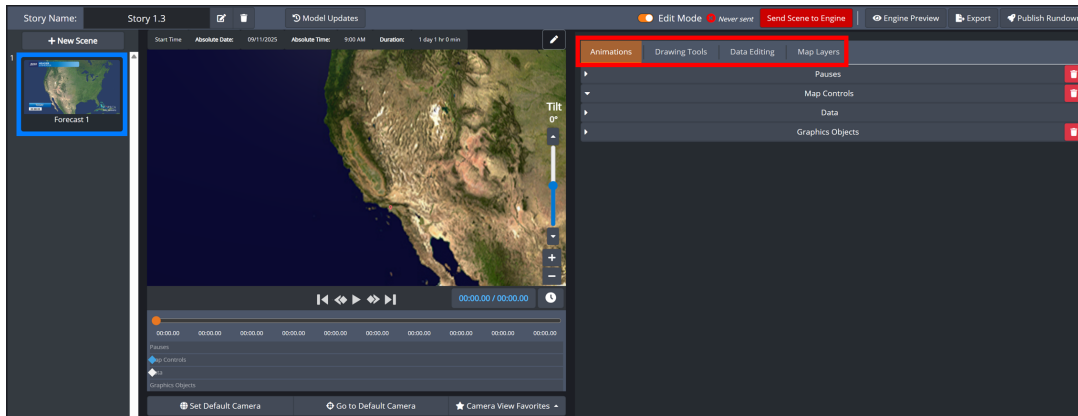 Story Name: Story 1.3 Model Updates Edit Mode Never sent Send Scene to Engine Engine Preview Export Publish Rundown
+ New Scene
Start Time Absolute Date: 09/11/2025 Absolute Time: 9:00 AM Duration: 1 day 1 hr 0 min
Animations Drawing Tools Data Editing Map Layers
1
Forecast 1
Pauses
Map Controls
Data
Graphics Objects
Tilt
0°
00:00.00 / 00:00.00
00:00.00 00:00.00 00:00.00 00:00.00 00:00.00 00:00.00 00:00.00 00:00.00 00:00.00 00:00.00
Pauses
Map Controls
Data
Graphics Objects
Set Default Camera Go to Default Camera Camera View Favorites